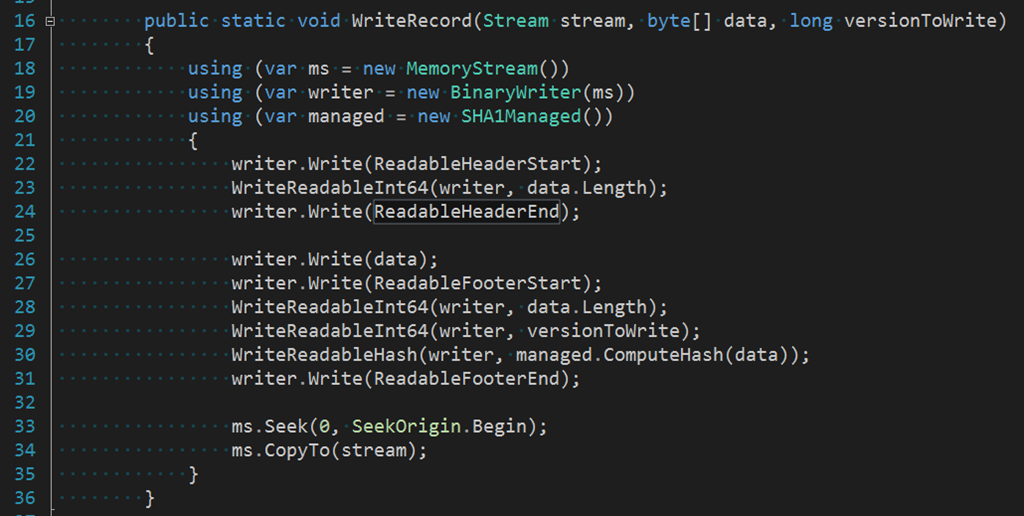 16 public static void WriteRecord(Stream stream, byte[] data, long versionToWrite)
17 {
18 using (var ms = new MemoryStream())
19 using (var writer = new BinaryWriter(ms))
20 using (var managed = new SHA1Managed())
21 {
22 writer.Write(ReadableHeaderStart);
23 WriteReadableInt64(writer, data.Length);
24 writer.Write(ReadableHeaderEnd);
25
26 writer.Write(data);
27 writer.Write(ReadableFooterStart);
28 WriteReadableInt64(writer, data.Length);
29 WriteReadableInt64(writer, versionToWrite);
30 WriteReadableHash(writer, managed.ComputeHash(data));
31 writer.Write(ReadableFooterEnd);
32
33 ms.Seek(0, SeekOrigin.Begin);
34 ms.CopyTo(stream);
35 }
36 }